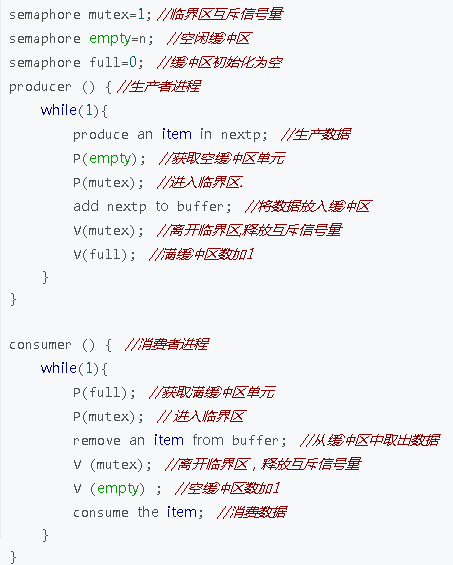 semaphore mutex=1; //临界区互斥信号量
semaphore empty=n;  //空闲缓冲区
semaphore full=0;  //缓冲区初始化为空
producer () { //生产者进程
    while(1){
        produce an item in nextp;  //生产数据
        P(empty);  //获取空缓冲区单元
        P(mutex);  //进入临界区.
        add nextp to buffer;  //将数据放入缓冲区
        V(mutex);  //离开临界区,释放互斥信号量
        V(full);  //满缓冲区数加1
    }
}

consumer () {  //消费者进程
    while(1){
        P(full);  //获取满缓冲区单元
        P(mutex);  // 进入临界区
        remove an item from buffer;  //从缓冲区中取出数据
        V (mutex);  //离开临界区，释放互斥信号量
        V (empty) ;  //空缓冲区数加1
        consume the item;  //消费数据
    }
}